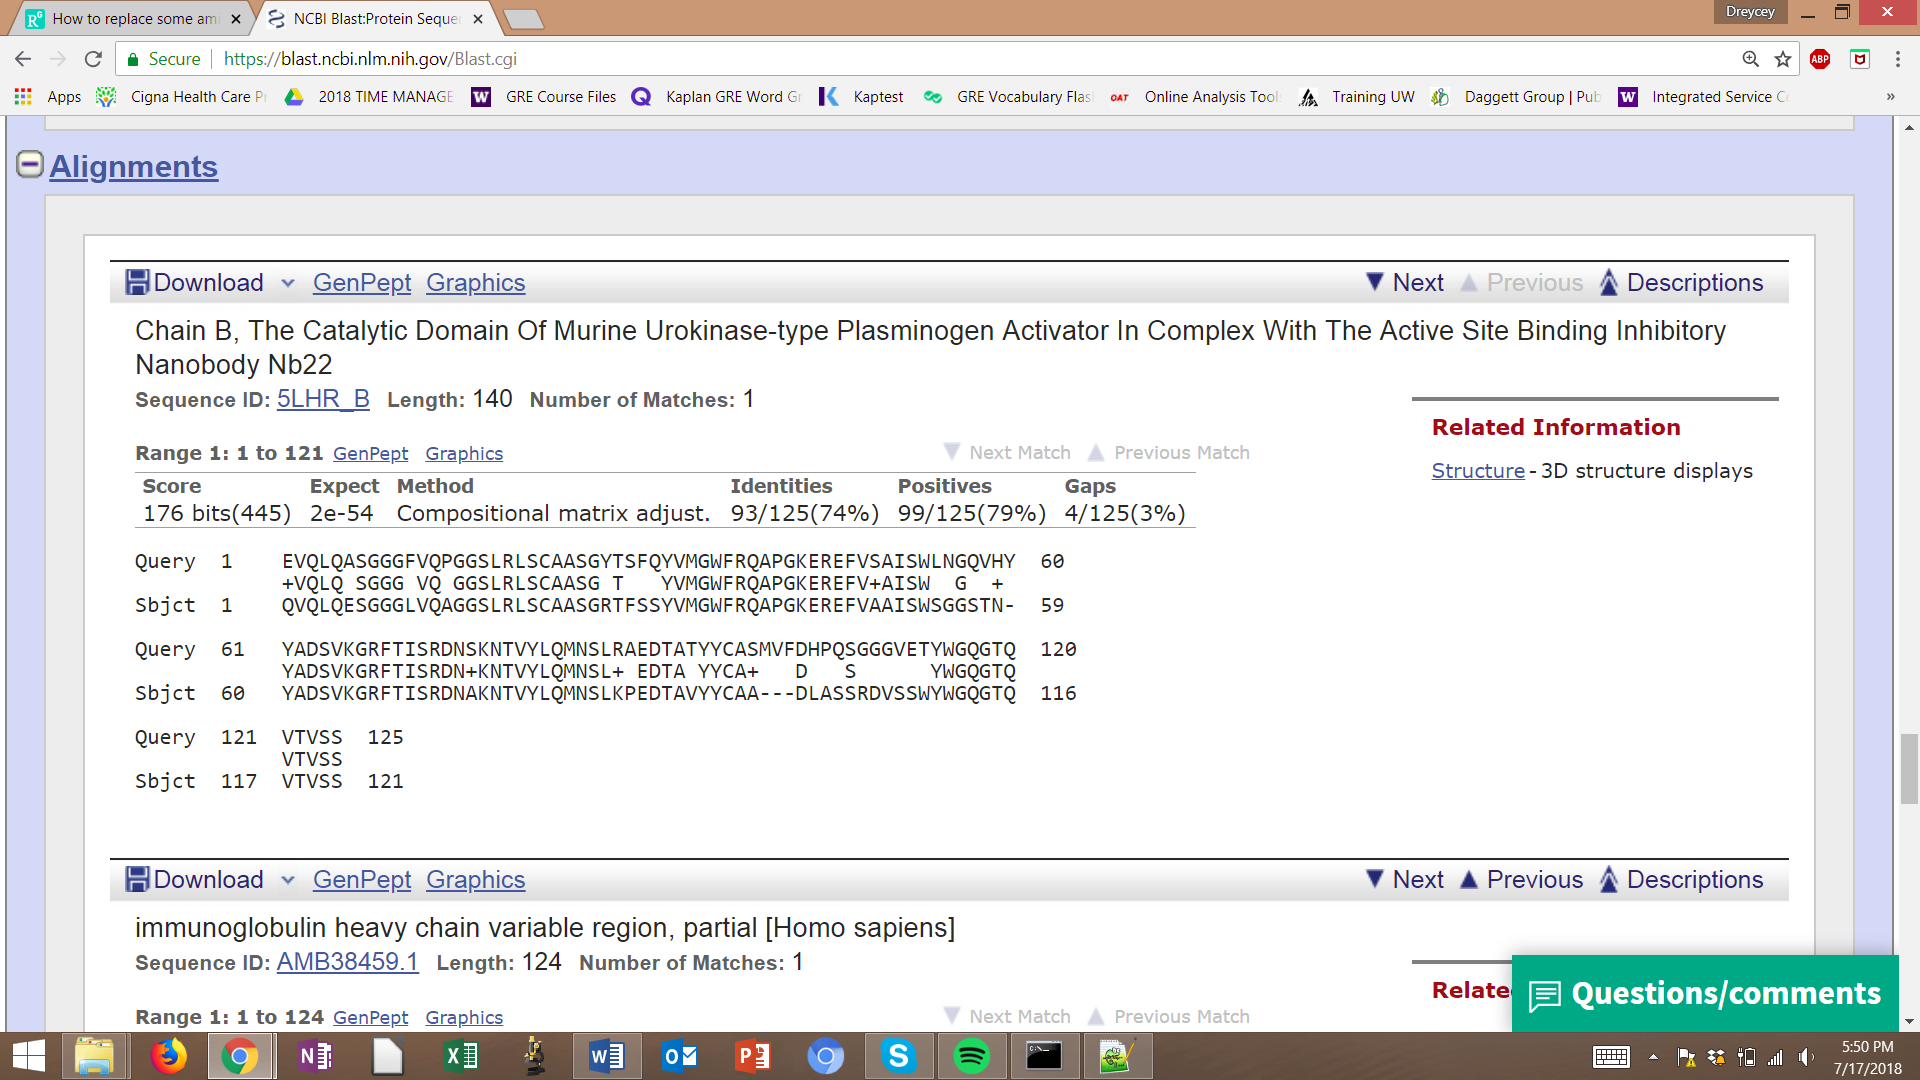 How to replace some am
NCBI Blast:Protein Seque
Dreycey
Secure
https://blast.ncbi.nlm.nih.gov/Blast.cgi
ABP
Apps Cigna Health Care P 2018 TIME MANAGE W GRE Course Files Q Kaplan GRE Word G K Kaptest GRE Vocabulary Flas OAT Online Analysis Tool Training UW Daggett Group | Pub W Integrated Service C »
Alignments
Download GenPept Graphics Next Previous Descriptions
Chain B, The Catalytic Domain Of Murine Urokinase-type Plasminogen Activator In Complex With The Active Site Binding Inhibitory
Nanobody Nb22
Sequence ID: 5LHR_B Length: 140 Number of Matches: 1
Related Information
Structure - 3D structure displays
Range 1: 1 to 121 GenPept Graphics Next Match Previous Match
Score Expect Method Identities Positives Gaps
176 bits(445) 2e-54 Compositional matrix adjust. 93/125(74%) 99/125(79%) 4/125(3%)
Query 1 EVQLQASGGGFVQPGGSLRLSCAASGYTSFQYVMGWFRQAPGKEREFVSAISWLNGQVHY 60
+VQLQ SGGG VQ GGSLRLSCAASG T   YVMGWFRQAPGKEREFV+AISW  G  +
Sbjct 1 QVQLQESGGGLVQAGGSLRLSCAASGRTFSSYVMGWFRQAPGKEREFVAAISWSGGSTN- 59
Query 61 YADSVKGRFTISRDNSKNTVYLQMNSLRAEDTATYYCASMVFDHPQSGGGVETYWGQGTQ 120
YADSVKGRFTISRDN+KNTVYLQMNSL+ EDTA YYCA+   D   S      YWGQGTQ
Sbjct 60 YADSVKGRFTISRDNAKNTVYLQMNSLKPEDTAVYYCAA---DLASSRDVSSWYWGQGTQ 116
Query 121 VTVSS 125
VTVSS
Sbjct 117 VTVSS 121
Download GenPept Graphics Next Previous Descriptions
immunoglobulin heavy chain variable region, partial [Homo sapiens]
Sequence ID: AMB38459.1 Length: 124 Number of Matches: 1
Relate
Questions/comments
Range 1: 1 to 124 GenPept Graphics Next Match Previous Match
5:50 PM
7/17/2018